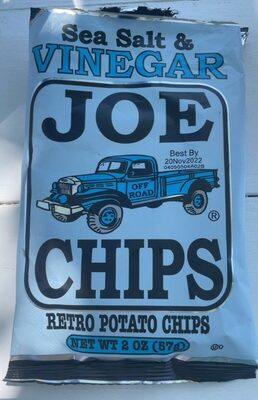 Sea Salt &
VINEGAR
JOE
Best By
20Nov2022
OFF
ROAD
®
CHIPS
RETRO POTATO CHIPS
NET WT 2 OZ (57g)